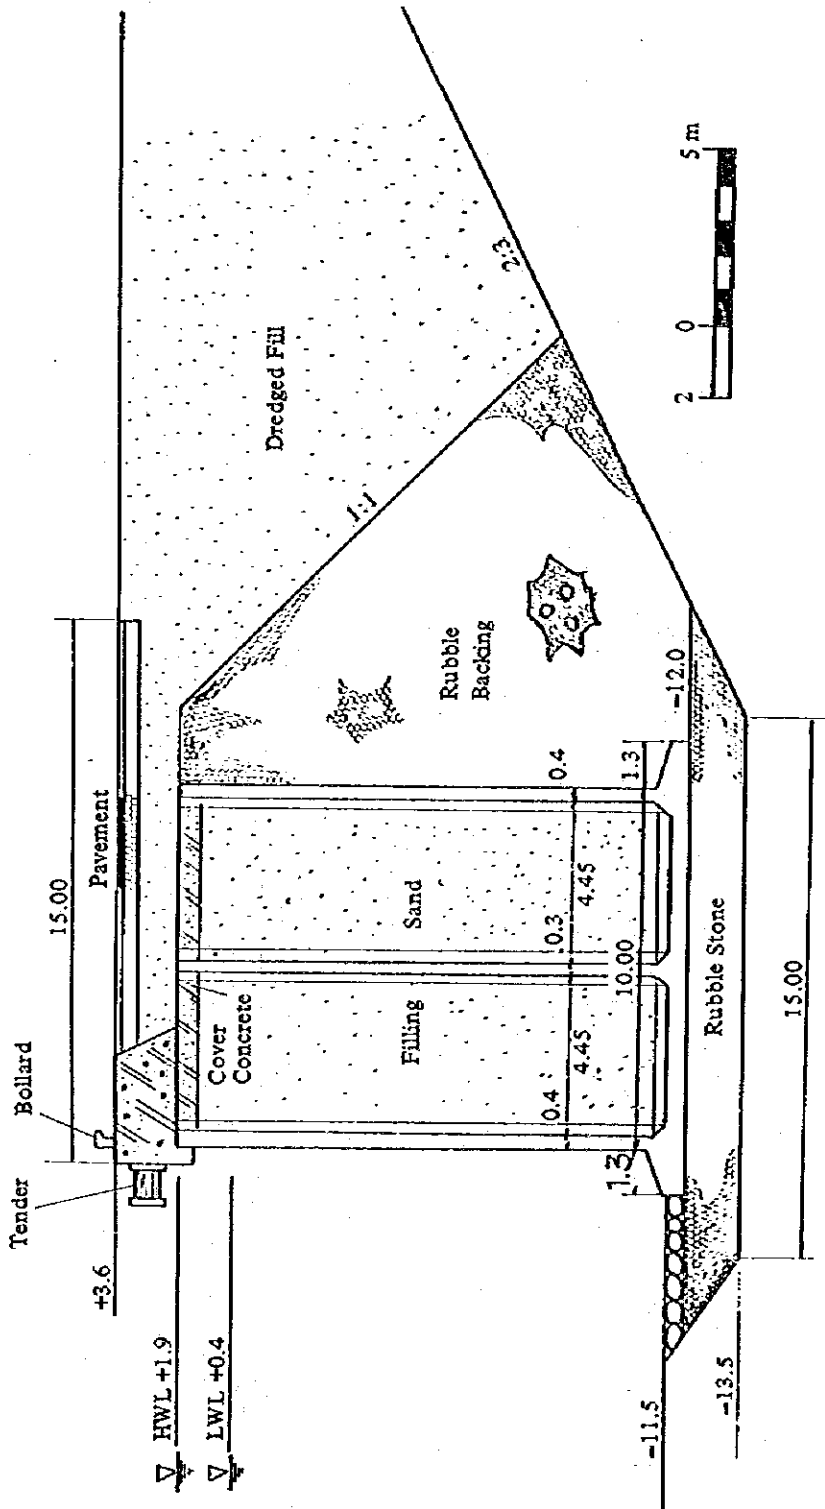 Tender
Bollard
15.00
Pavement
+3.6
HWL +1.9
LWL +0.4
Cover
Concrete
Dredged Fill
1:1
2:3
Filling
Sand
Rubble
Backing
0.4
0.3
0.4
4.45
4.45
10.00
1.3
1.3
-12.0
-11.5
-13.5
Rubble Stone
15.00
2
0
5 m